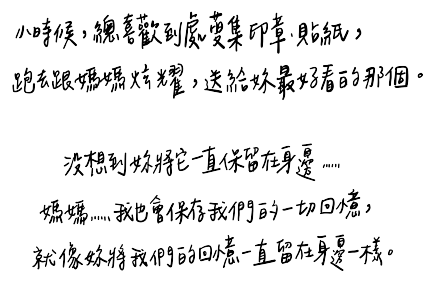 小時候，總喜歡到處蒐集印章、貼紙，
跑去跟媽媽炫耀，送給妳最好看的那個。
沒想到妳將它一直保留在身邊……
媽媽……我也會保存我們的一切回憶，
就像妳將我們的回憶一直留在身邊一樣。